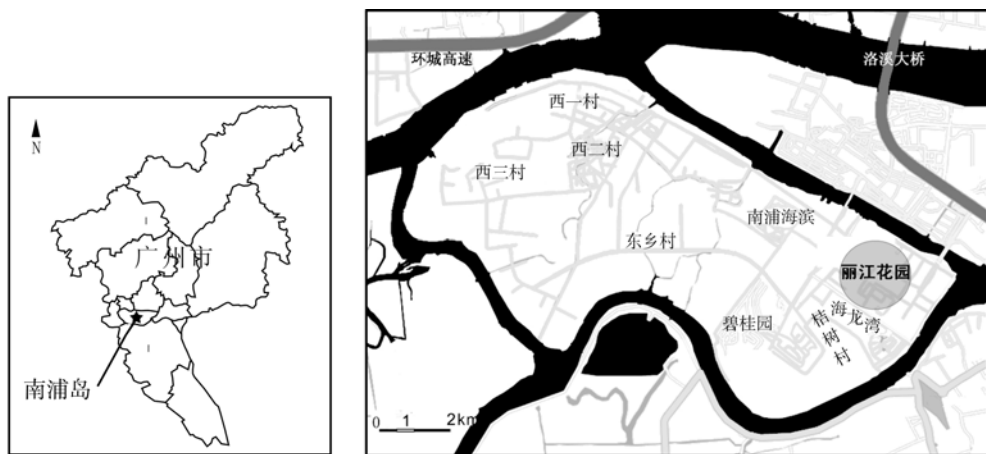 N
广州市
南浦岛
环城高速
洛溪大桥
西一村
西二村
西三村
南浦海滨
东乡村
丽江花园
碧桂园
海龙湾
桔树村
0 1 2km